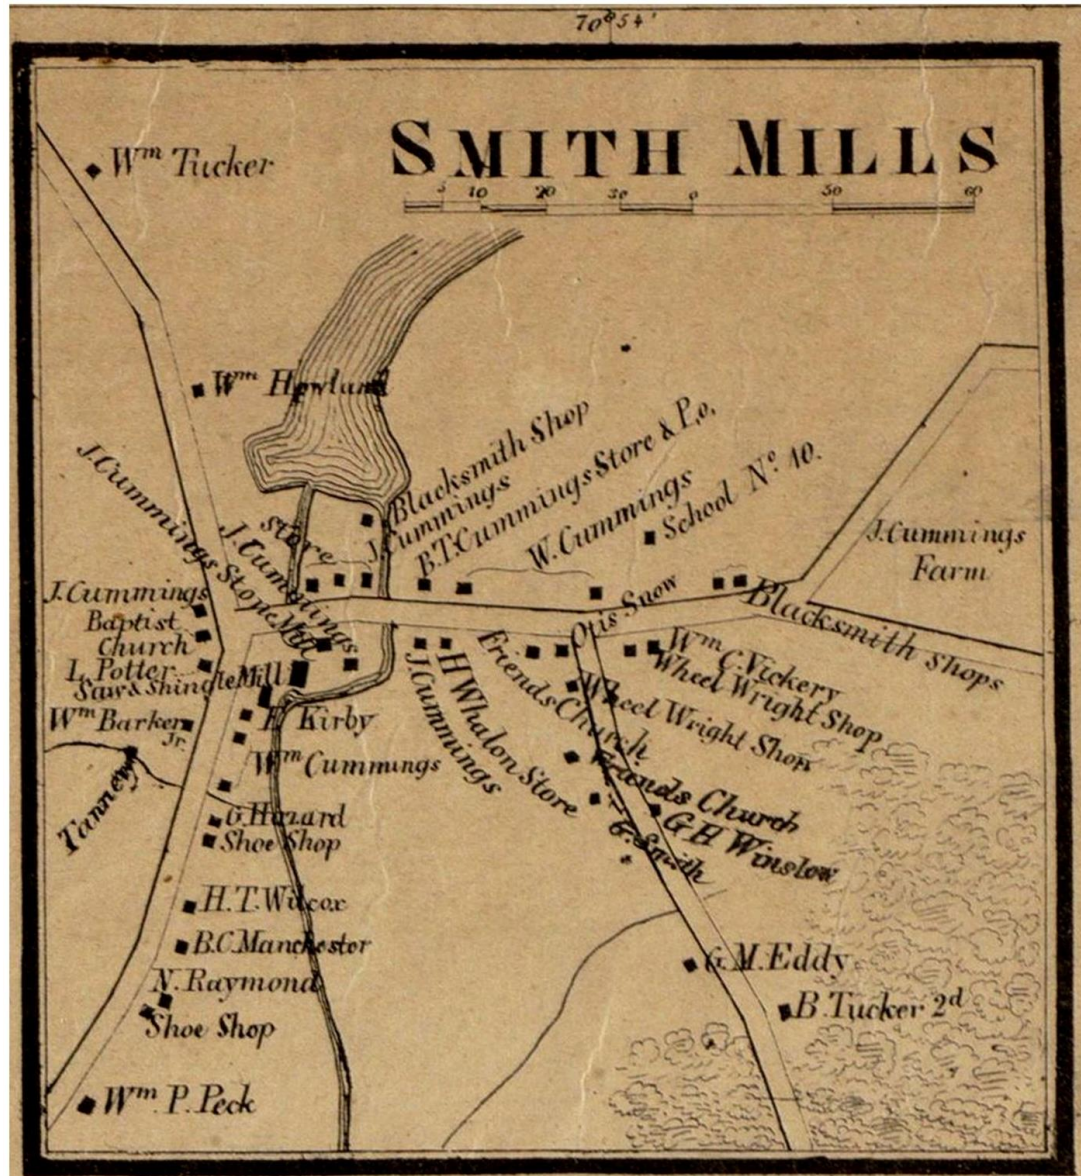 70° 54'
SMITH MILLS
5 10 20 30 0 50 60
Wm Tucker
Wm Howland
Blacksmith Shop
J. Cummings
B.T. Cummings Store & P.O.
W. Cummings
School No. 10.
J. Cummings Stone Mill
J. Cummings
Store
J. Cummings
Farm
J. Cummings
Baptist
Church
L. Potter
Saw & Shingle Mill
Wm Barker
Jr.
Tannery
H Kirby
Wm Cummings
G. Hazard
Shoe Shop
H.T. Wilcox
B.C. Manchester
N. Raymond
Shoe Shop
Wm P. Peck
J. Cummings
H Whalon Store
Friends Church
Otis Snow
Blacksmith shops
Wm C. Vickery
Wheel Wright Shop
Wheel Wright Shop
Friends Church
G H Winslow
G. Smith
G. M. Eddy
B. Tucker 2d